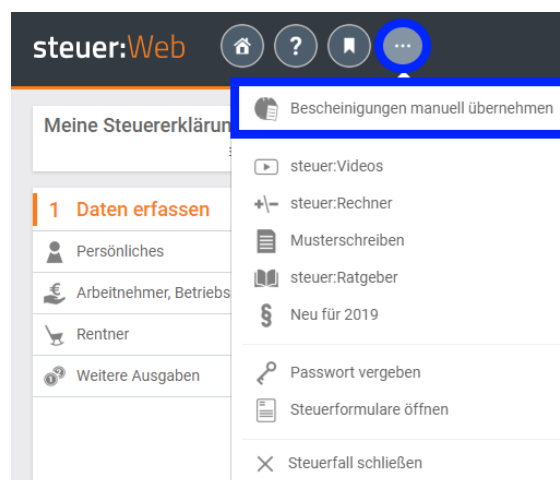 steuer:Web
?
...
Bescheinigungen manuell übernehmen
Meine Steuererklärun
steuer:Videos
+\- steuer:Rechner
1 Daten erfassen
Musterschreiben
Persönliches
steuer:Ratgeber
Arbeitnehmer, Betriebs
§ Neu für 2019
Rentner
Weitere Ausgaben
Passwort vergeben
Steuerformulare öffnen
Steuerfall schließen